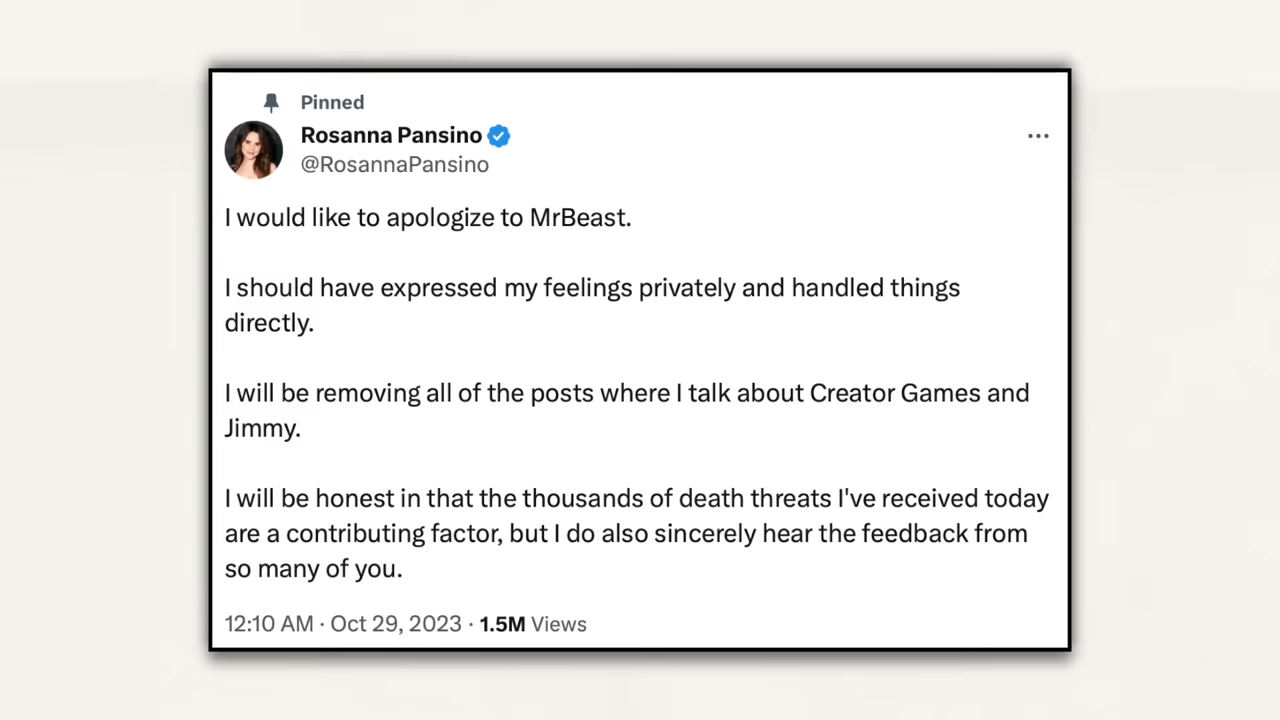 Pinned
Rosanna Pansino
@RosannaPansino
I would like to apologize to MrBeast.
I should have expressed my feelings privately and handled things
directly.
I will be removing all of the posts where I talk about Creator Games and
Jimmy.
I will be honest in that the thousands of death threats I've received today
are a contributing factor, but I do also sincerely hear the feedback from
so many of you.
12:10 AM · Oct 29, 2023 · 1.5M Views